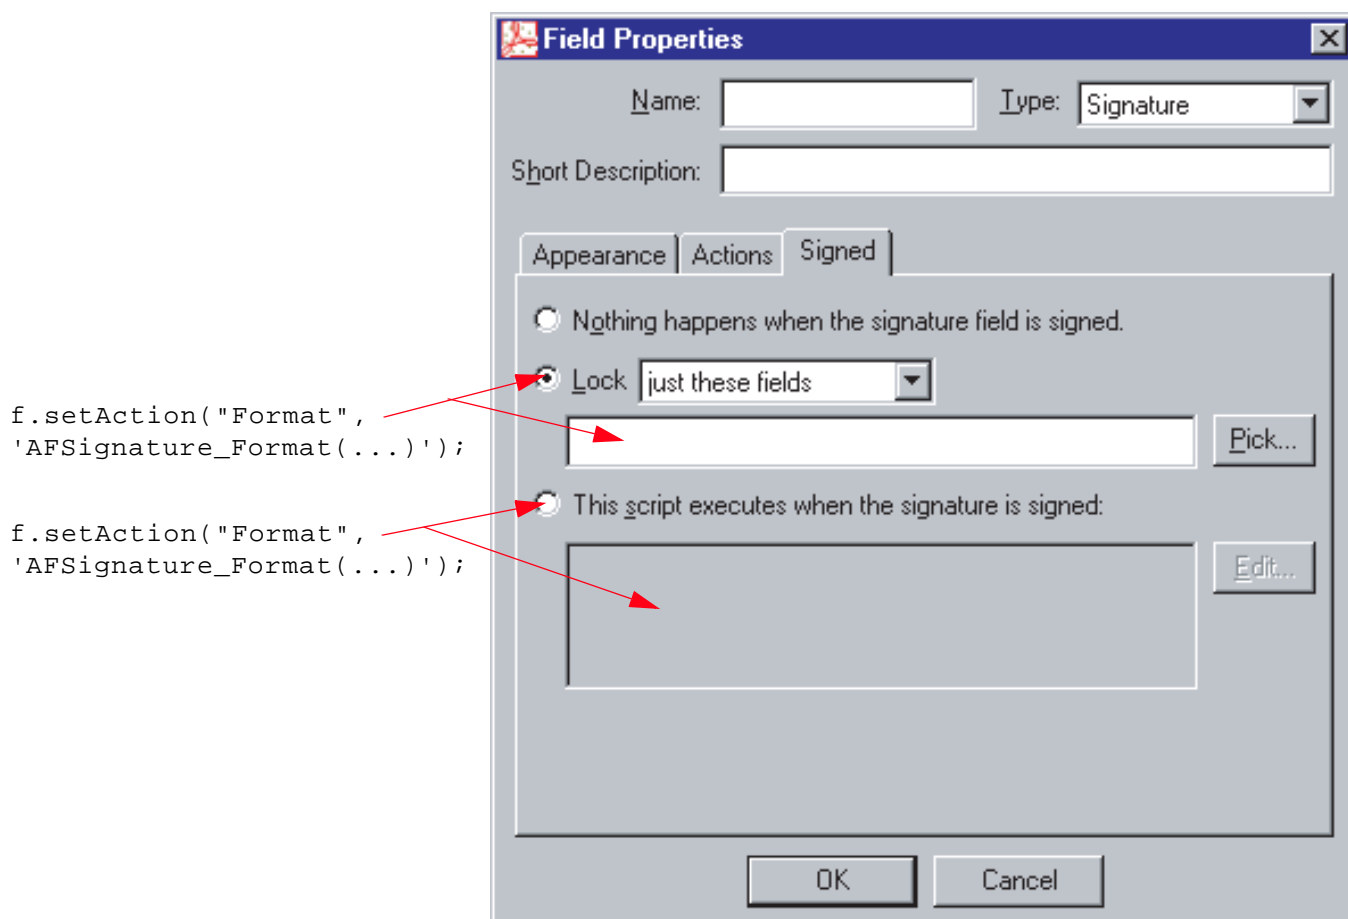 Field Properties
Name:
Type: Signature
Short Description:
Appearance Actions Signed
Nothing happens when the signature field is signed.
Lock just these fields
f.setAction("Format",
'AFSignature_Format(...)');
Pick...
This script executes when the signature is signed:
f.setAction("Format",
'AFSignature_Format(...)');
Edit...
OK Cancel